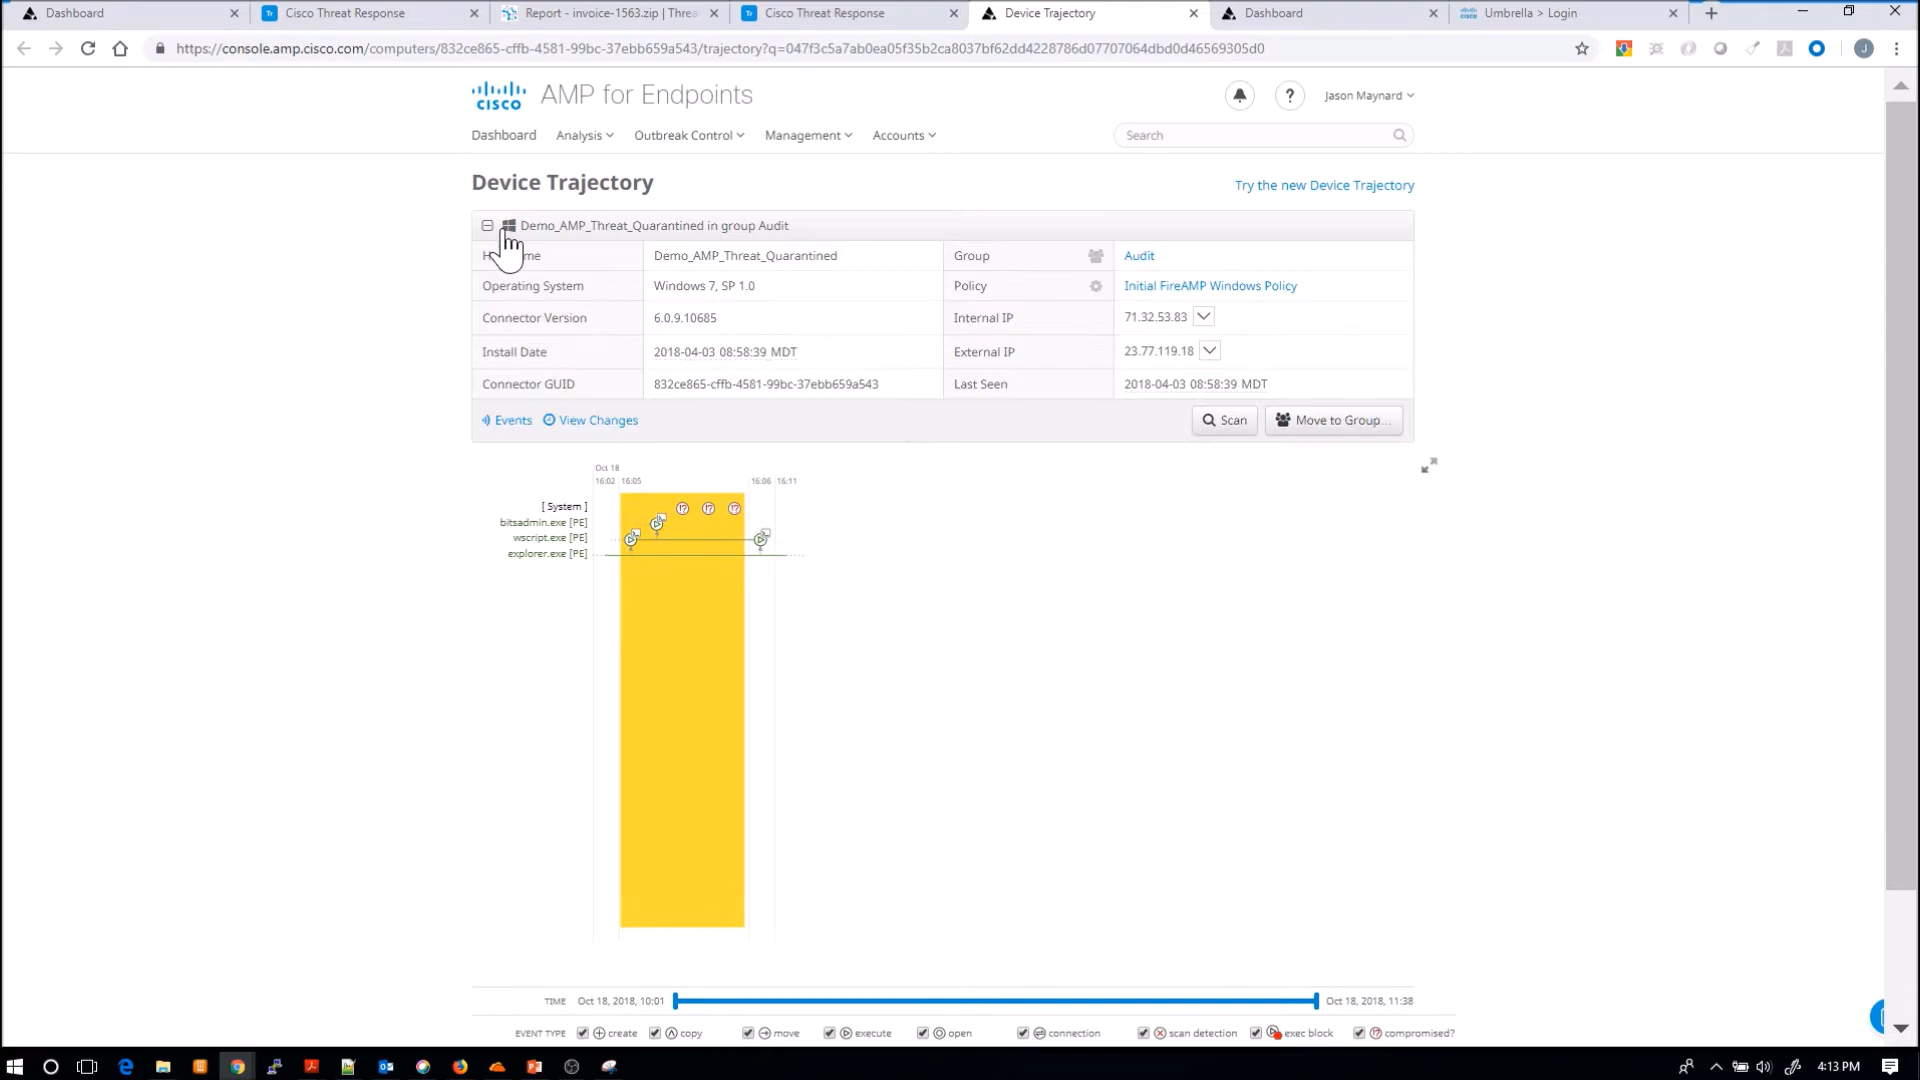 Dashboard
Cisco Threat Response
Report - invoice-1563.zip | Threa
Cisco Threat Response
Device Trajectory
Dashboard
Umbrella > Login
https://console.amp.cisco.com/computers/832ce865-cffb-4581-99bc-37ebb659a543/trajectory?q=047f3c5a7ab0ea05f35b2ca8037bf62dd4228786d07707064dbd0d46569305d0
J
CISCO AMP for Endpoints
? Jason Maynard
Dashboard Analysis Outbreak Control Management Accounts
Search
Device Trajectory
Try the new Device Trajectory
Demo_AMP_Threat_Quarantined in group Audit
Demo_AMP_Threat_Quarantined
Group Audit
Operating System Windows 7, SP 1.0
Policy Initial FireAMP Windows Policy
Connector Version 6.0.9.10685
Internal IP 71.32.53.83
Install Date 2018-04-03 08:58:39 MDT
External IP 23.77.119.18
Connector GUID 832ce865-cffb-4581-99bc-37ebb659a543
Last Seen 2018-04-03 08:58:39 MDT
Events View Changes
Scan Move to Group...
Oct 18
16:02 16:05 16:06 16:11
[ System ]
bitsadmin.exe [PE]
wscript.exe [PE]
explorer.exe [PE]
TIME Oct 18, 2018, 10:01 Oct 18, 2018, 11:38
EVENT TYPE create copy move execute open connection scan detection exec block compromised?
4:13 PM